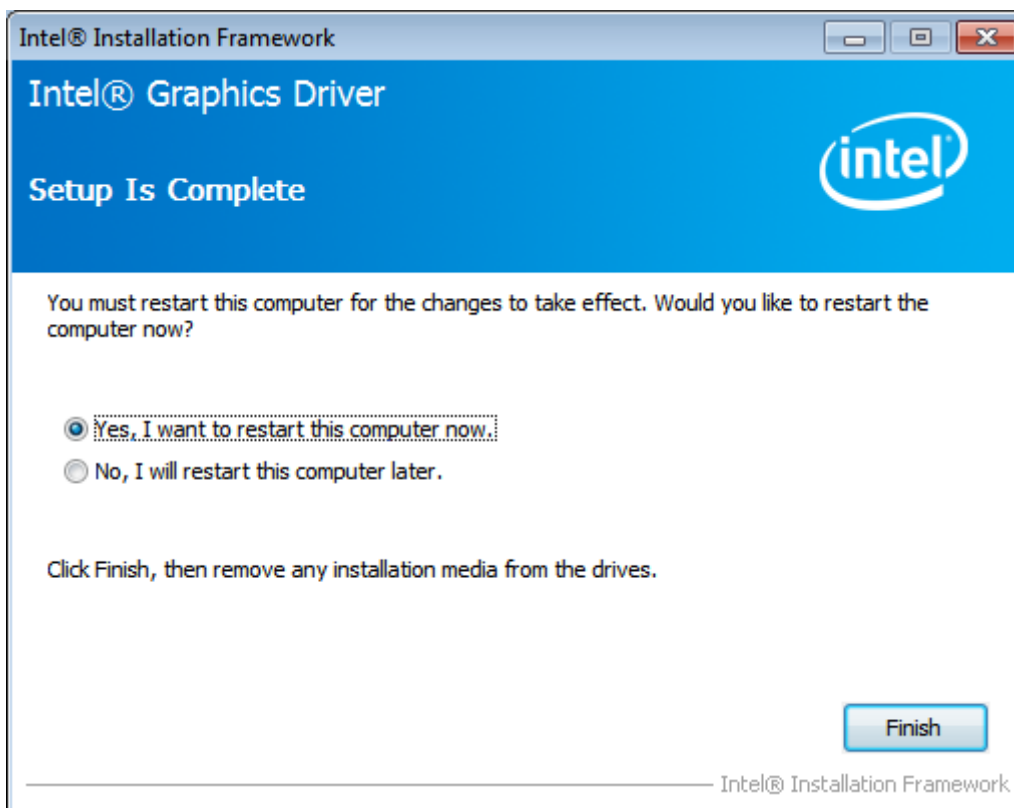 Intel® Installation Framework
Intel® Graphics Driver
intel
Setup Is Complete
You must restart this computer for the changes to take effect. Would you like to restart the
computer now?
Yes, I want to restart this computer now.
No, I will restart this computer later.
Click Finish, then remove any installation media from the drives.
Finish
Intel® Installation Framework